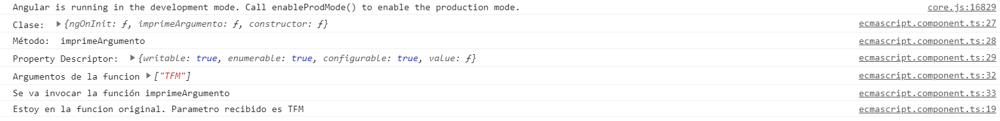 Angular is running in the development mode. Call enableProdMode() to enable the production mode. core.js:16829
Clase: ▶{ngOnInit: ƒ, imprimeArgumento: ƒ, constructor: ƒ} ecmascript.component.ts:27
Método: imprimeArgumento ecmascript.component.ts:28
Property Descriptor: ▶{writable: true, enumerable: true, configurable: true, value: ƒ} ecmascript.component.ts:29
Argumentos de la funcion ▶["TFM"] ecmascript.component.ts:32
Se va invocar la función imprimeArgumento ecmascript.component.ts:33
Estoy en la funcion original. Parametro recibido es TFM ecmascript.component.ts:19